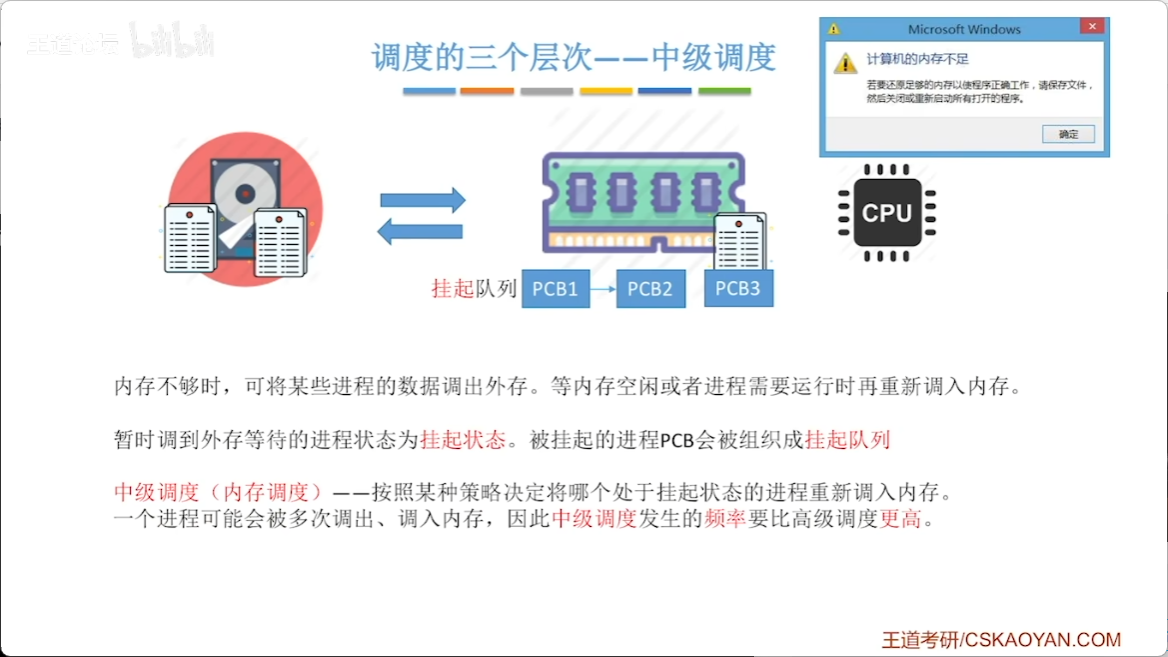 王道论坛 bilibili
调度的三个层次——中级调度
Microsoft Windows
计算机的内存不足
若要还原足够的内存以使程序正确工作，请保存文件，
然后关闭或重新启动所有打开的程序。
确定
CPU
挂起队列 PCB1 PCB2 PCB3
内存不够时，可将某些进程的数据调出外存。等内存空闲或者进程需要运行时再重新调入内存。
暂时调到外存等待的进程状态为挂起状态。被挂起的进程PCB会被组织成挂起队列
中级调度（内存调度）——按照某种策略决定将哪个处于挂起状态的进程重新调入内存。
一个进程可能会被多次调出、调入内存，因此中级调度发生的频率要比高级调度更高。
王道考研/CSKAOYAN.COM